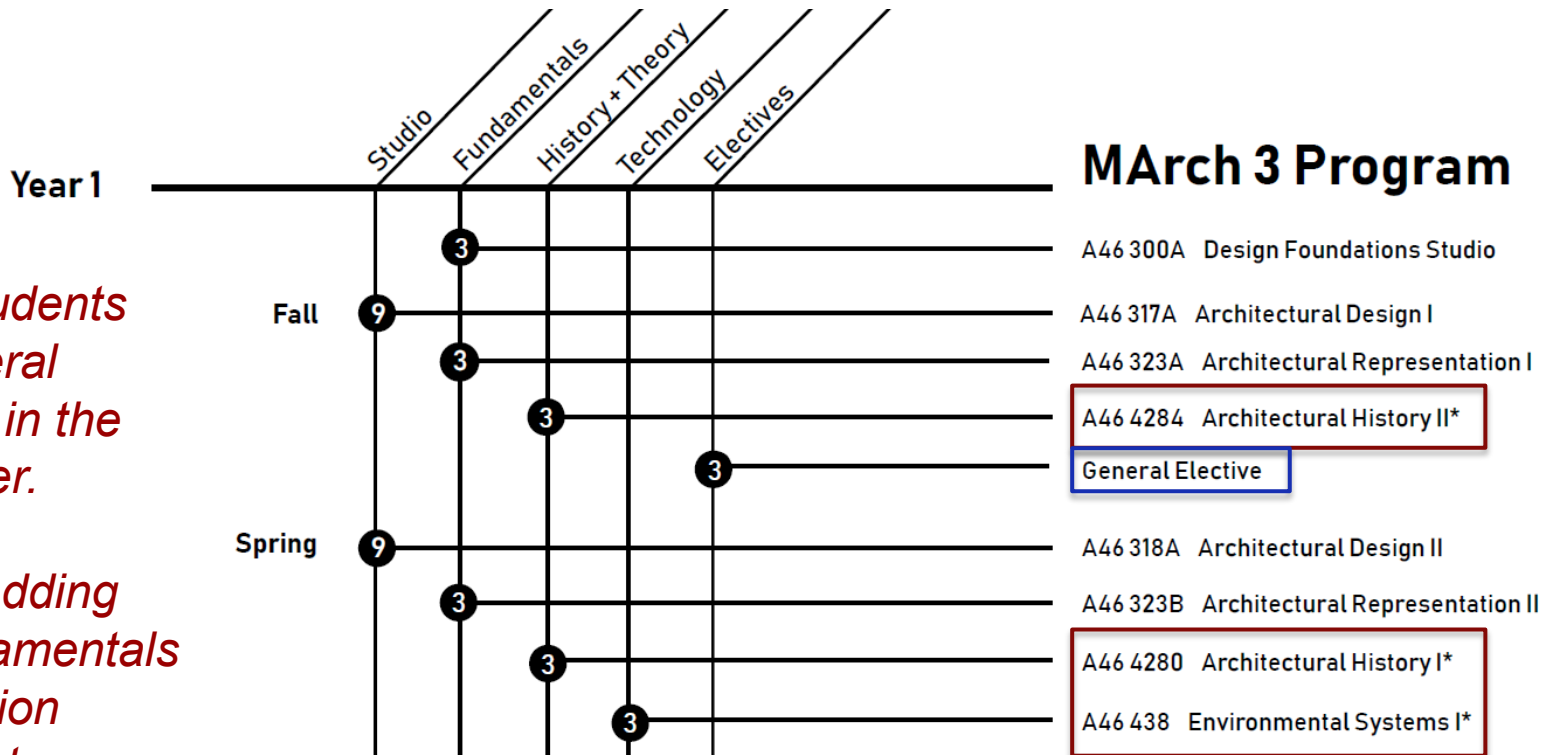 Studio
Fundamentals
History + Theory
Technology
Electives
Year 1
MArch 3 Program
3
A46 300A Design Foundations Studio
Fall
9
A46 317A Architectural Design I
3
A46 323A Architectural Representation I
3
A46 4284 Architectural History II*
3
General Elective
Spring
9
A46 318A Architectural Design II
3
A46 323B Architectural Representation II
3
A46 4280 Architectural History I*
3
A46 438 Environmental Systems I*
udents
eral
in the
er.
dding
amentals
ion